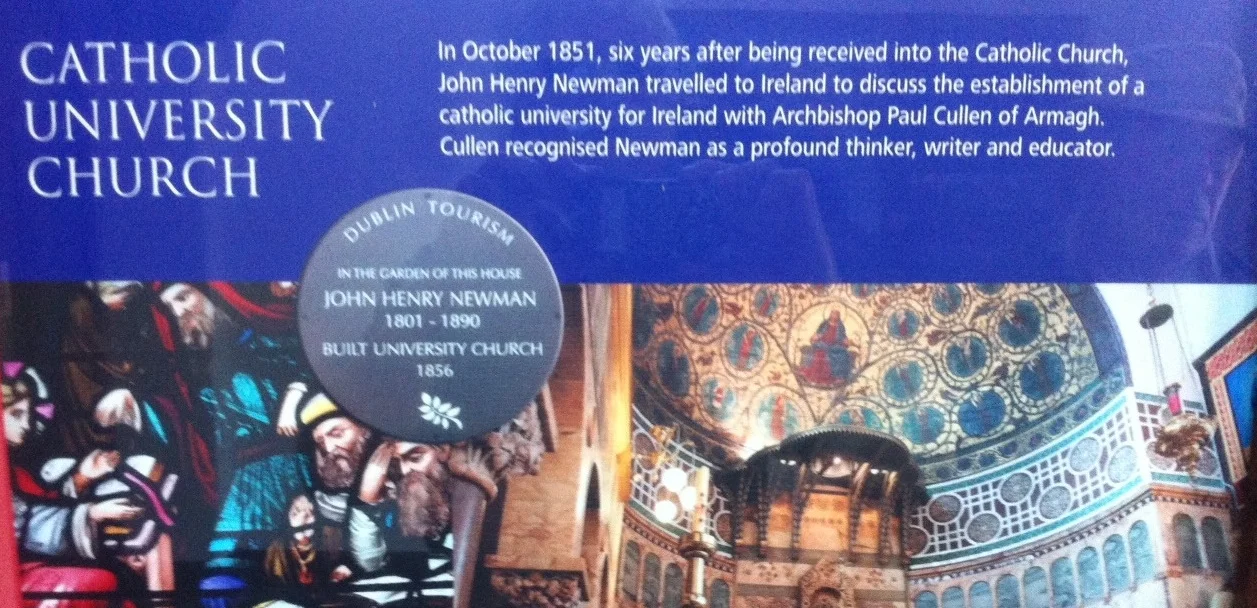 CATHOLIC
UNIVERSITY
CHURCH
In October 1851, six years after being received into the Catholic Church,
John Henry Newman travelled to Ireland to discuss the establishment of a
catholic university for Ireland with Archbishop Paul Cullen of Armagh.
Cullen recognised Newman as a profound thinker, writer and educator.
DUBLIN TOURISM
IN THE GARDEN OF THIS HOUSE
JOHN HENRY NEWMAN
1801 - 1890
BUILT UNIVERSITY CHURCH
1856